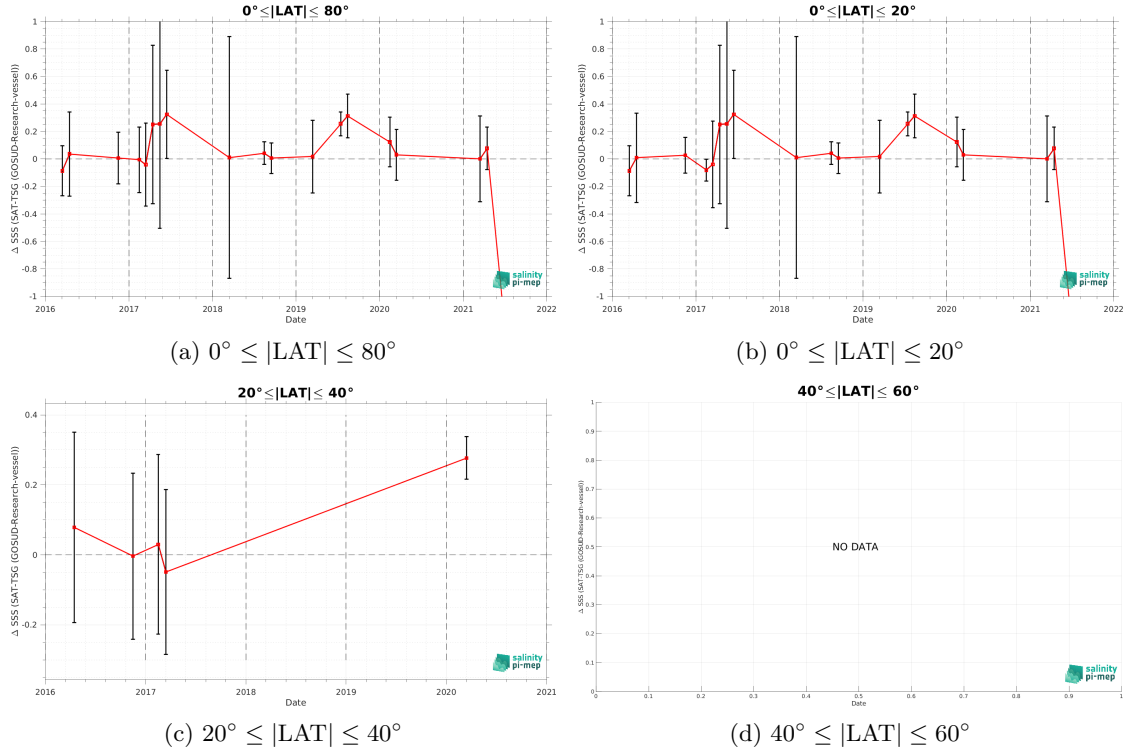 0°≤|LAT|≤ 80°
Δ SSS (SAT-TSG (GOSUD-Research-vessel))
1
0.8
0.6
0.4
0.2
0
-0.2
-0.4
-0.6
-0.8
-1
2016 2017 2018 2019 2020 2021 2022
Date
salinity
pi-mep
(a) 0° ≤ |LAT| ≤ 80°
0°≤|LAT|≤ 20°
Δ SSS (SAT-TSG (GOSUD-Research-vessel))
1
0.8
0.6
0.4
0.2
0
-0.2
-0.4
-0.6
-0.8
-1
2016 2017 2018 2019 2020 2021 2022
Date
salinity
pi-mep
(b) 0° ≤ |LAT| ≤ 20°
20°≤|LAT|≤ 40°
Δ SSS (SAT-TSG (GOSUD-Research-vessel))
0.4
0.2
0
-0.2
2016 2017 2018 2019 2020 2021
Date
salinity
pi-mep
(c) 20° ≤ |LAT| ≤ 40°
40°≤|LAT|≤ 60°
Δ SSS (SAT-TSG (GOSUD-Research-vessel))
1
0.9
0.8
0.7
0.6
0.5
0.4
0.3
0.2
0.1
0
NO DATA
0 0.1 0.2 0.3 0.4 0.5 0.6 0.7 0.8 0.9 1
Date
salinity
pi-mep
(d) 40° ≤ |LAT| ≤ 60°